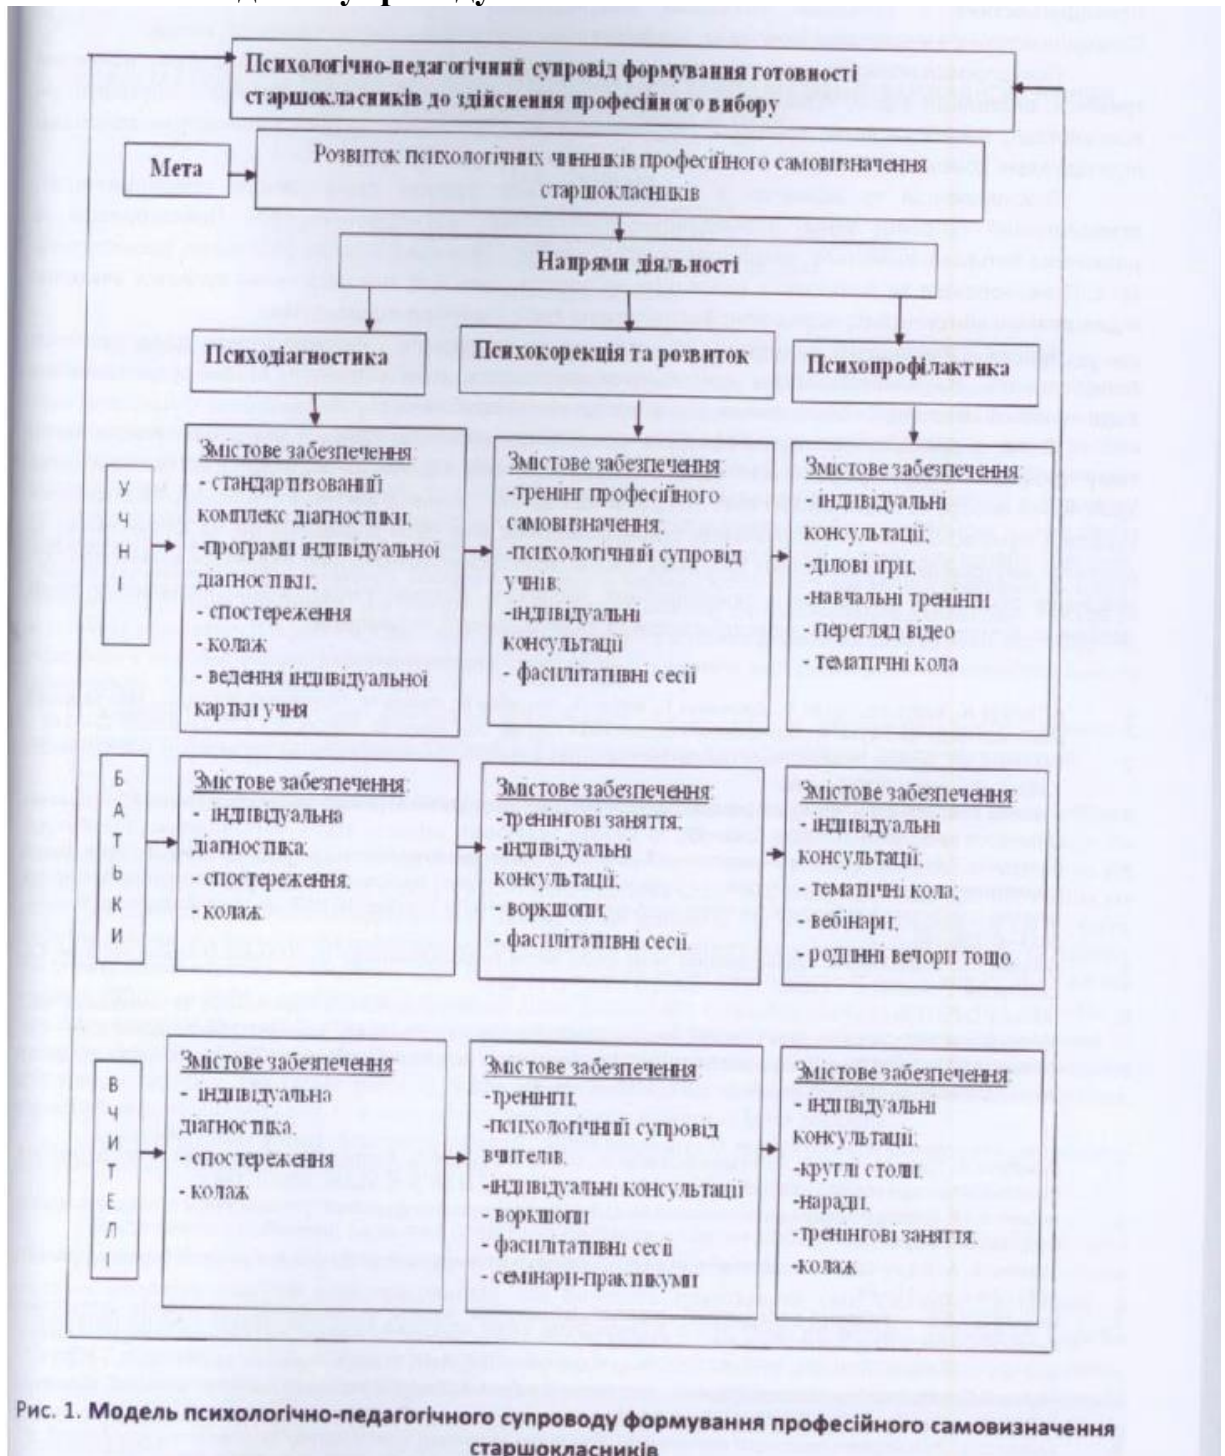 Психологічно-педагогічний супровід формування готовності
старшокласників до здійснення професійного вибору
Мета
Розвиток психологічних чинників професійного самовизначення
старшокласників
Напрями діяльності
Психодіагностика
Психокорекція та розвиток
Психопрофілактика
УЧНІ
Змістове забезпечення
- стандартизований
комплекс діагностики;
-програми індивідуальної
діагностики;
- спостереження
- колаж
- ведення індивідуальної
картки учня
Змістове забезпечення:
-тренінг професійного
самовизначення;
-психологічний супровід
учнів;
-індивідуальні
консультації
- фасилітативні сесії
Змістове забезпечення:
- індивідуальні
консультації;
-ділові ігри;
-навчальні тренінги
- перегляд відео
- тематичні кола
БАТЬКИ
Змістове забезпечення:
- індивідуальна
діагностика;
- спостереження;
- колаж.
Змістове забезпечення:
-тренінгові заняття;
-індивідуальні
консультації;
- воркшопи;
- фасилітативні сесії.
Змістове забезпечення:
- індивідуальні
консультації;
- тематичні кола;
- вебінари;
- родинні вечори тощо.
ВЧИТЕЛІ
Змістове забезпечення
- індивідуальна
діагностика;
- спостереження
- колаж
Змістове забезпечення:
-тренінги;
-психологічний супровід
вчителів;
-індивідуальні консультації
- воркшопи
- фасилітативні сесії
- семінари-практикуми
Змістове забезпечення:
- індивідуальні
консультації;
-круглі столи;
-наради;
-тренінгові заняття;
-колаж
Рис. 1. Модель психологічно-педагогічного супроводу формування професійного самовизначення
старшокласників